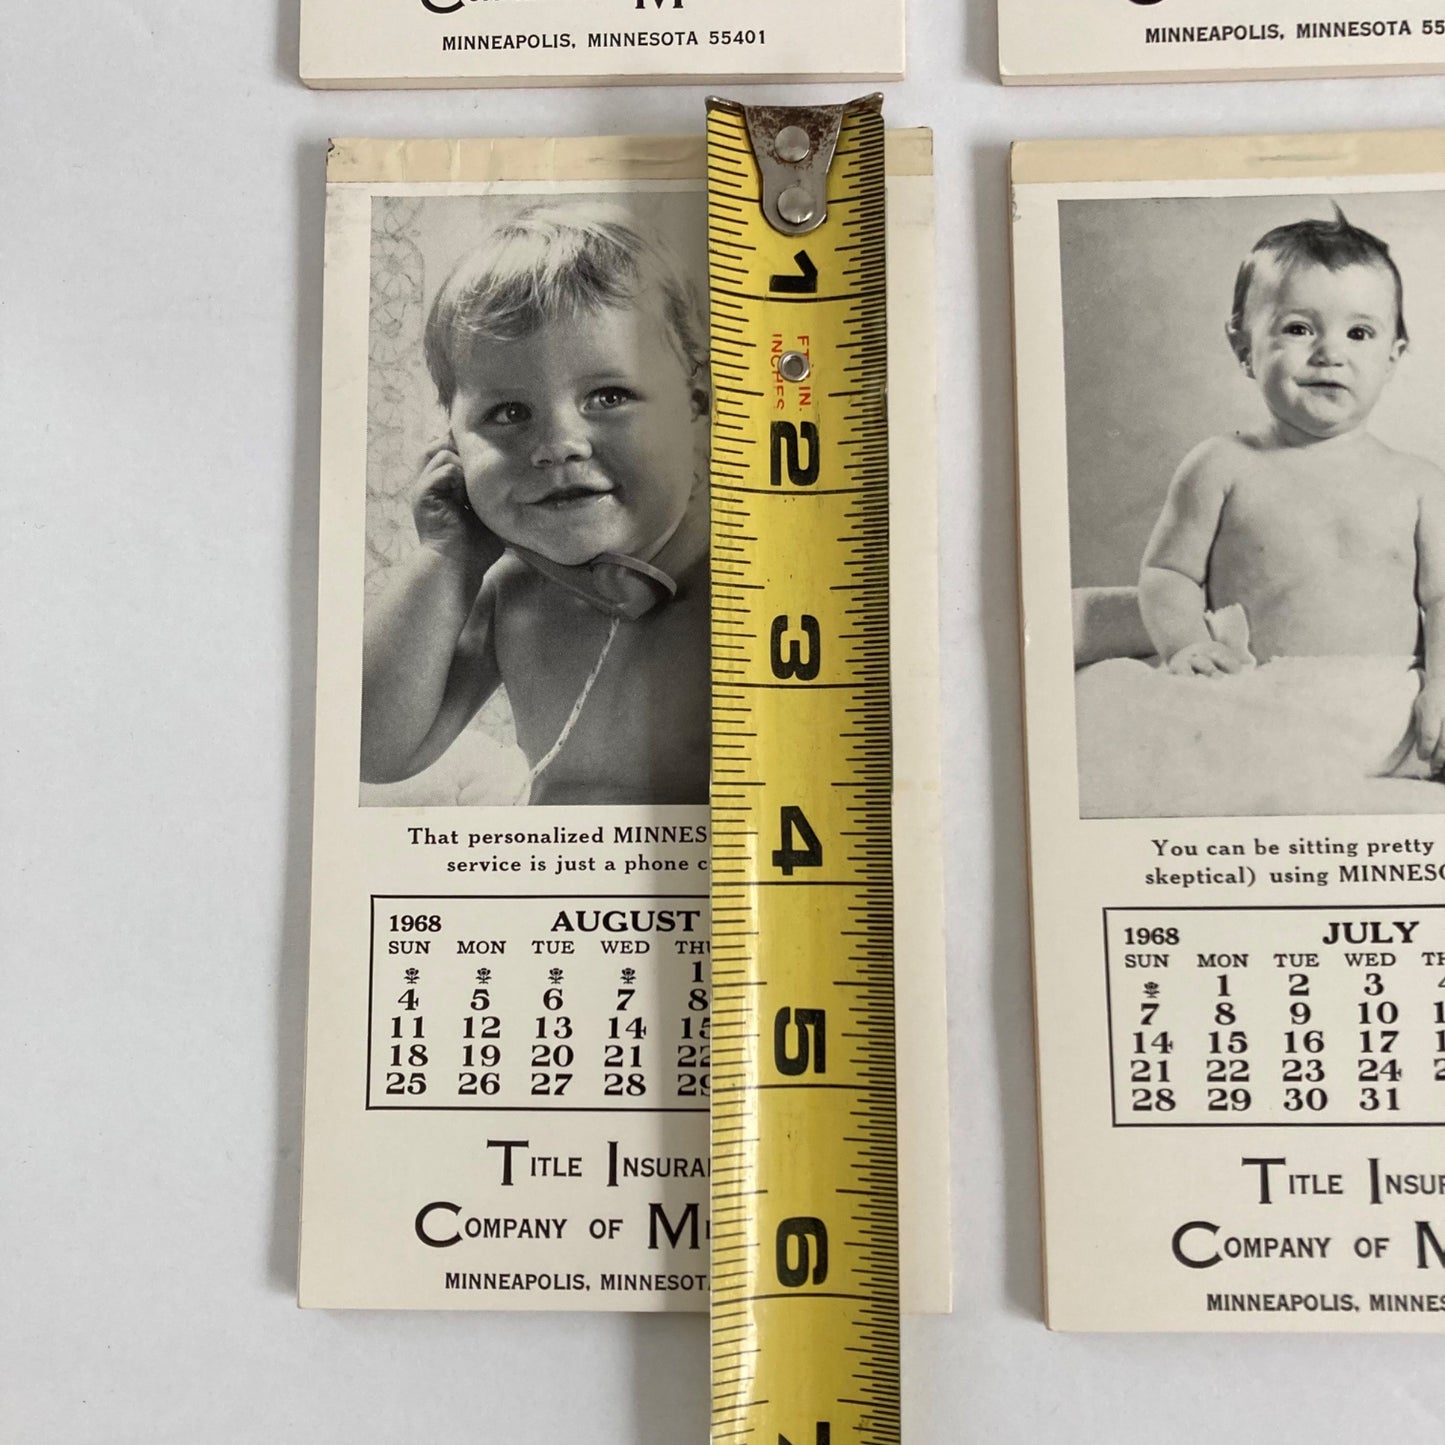 MINNEAPOLIS, MINNESOTA 55401
MINNEAPOLIS, MINNESOTA 55
1
FT. IN.
INCHES
2
3
4
5
6
7
That personalized MINNES
service is just a phone
1968 AUGUST
SUN MON TUE WED THU
1
4 5 6 7 8
11 12 13 14 15
18 19 20 21 22
25 26 27 28 29
TITLE INSURA
COMPANY OF MI
MINNEAPOLIS, MINNESOT
You can be sitting pretty
skeptical) using MINNESO
1968 JULY
SUN MON TUE WED TH
1 2 3 4
7 8 9 10 1
14 15 16 17 1
21 22 23 24 2
28 29 30 31
TITLE INSUR
COMPANY OF M
MINNEAPOLIS, MINNES